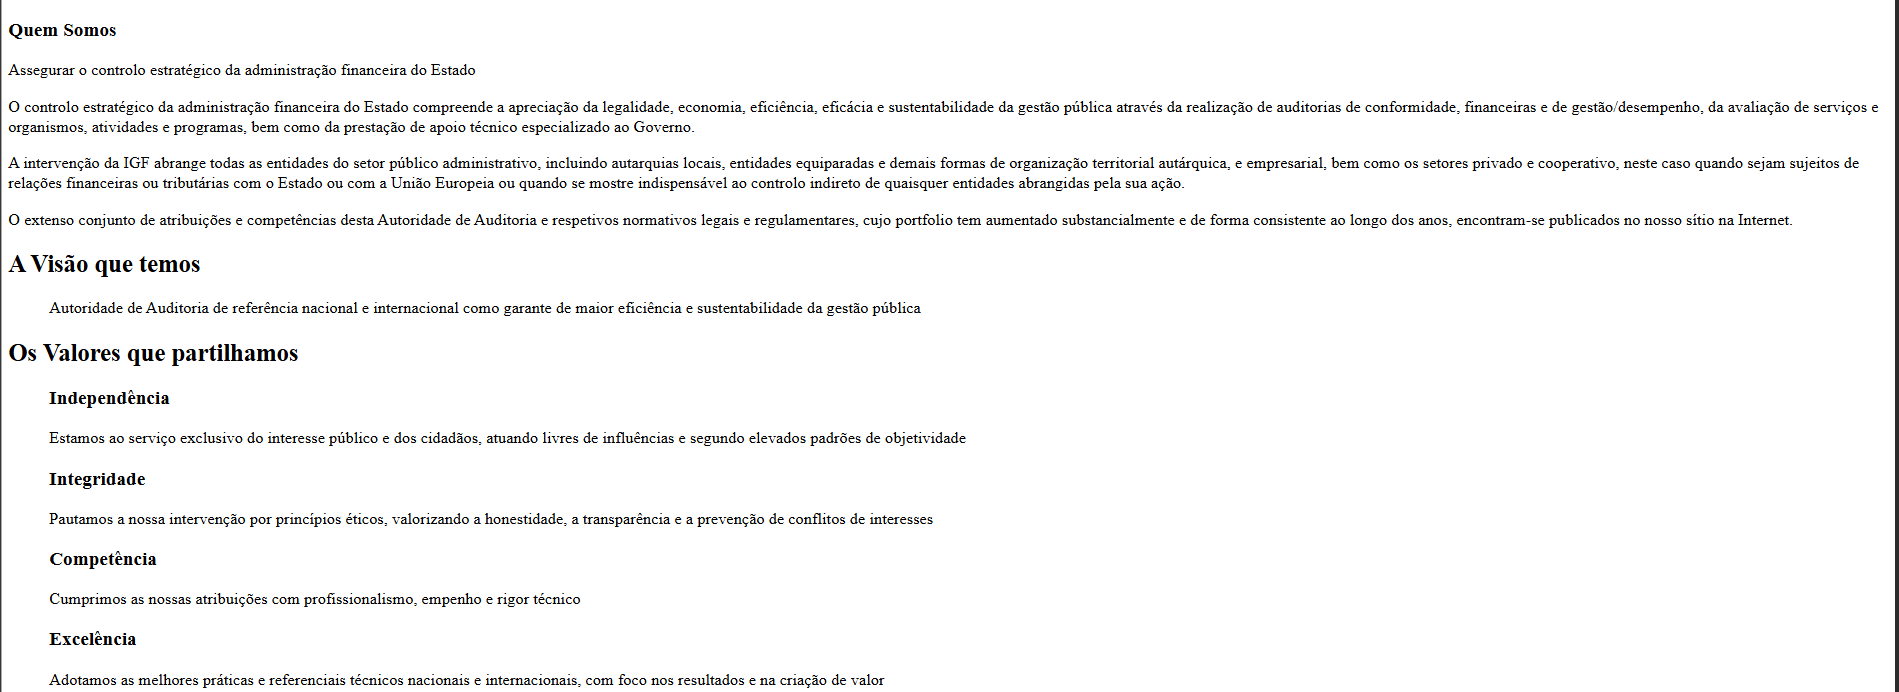 Quem Somos
Assegurar o controlo estratégico da administração financeira do Estado
O controlo estratégico da administração financeira do Estado compreende a apreciação da legalidade, economia, eficiência, eficácia e sustentabilidade da gestão pública através da realização de auditorias de conformidade, financeiras e de gestão/desempenho, da avaliação de serviços e
organismos, atividades e programas, bem como da prestação de apoio técnico especializado ao Governo.
A intervenção da IGF abrange todas as entidades do setor público administrativo, incluindo autarquias locais, entidades equiparadas e demais formas de organização territorial autárquica, e empresarial, bem como os setores privado e cooperativo, neste caso quando sejam sujeitos de
relações financeiras ou tributárias com o Estado ou com a União Europeia ou quando se mostre indispensável ao controlo indireto de quaisquer entidades abrangidas pela sua ação.
O extenso conjunto de atribuições e competências desta Autoridade de Auditoria e respetivos normativos legais e regulamentares, cujo portfolio tem aumentado substancialmente e de forma consistente ao longo dos anos, encontram-se publicados no nosso sítio na Internet.
A Visão que temos
Autoridade de Auditoria de referência nacional e internacional como garante de maior eficiência e sustentabilidade da gestão pública
Os Valores que partilhamos
Independência
Estamos ao serviço exclusivo do interesse público e dos cidadãos, atuando livres de influências e segundo elevados padrões de objetividade
Integridade
Pautamos a nossa intervenção por princípios éticos, valorizando a honestidade, a transparência e a prevenção de conflitos de interesses
Competência
Cumprimos as nossas atribuições com profissionalismo, empenho e rigor técnico
Excelência
Adotamos as melhores práticas e referenciais técnicos nacionais e internacionais, com foco nos resultados e na criação de valor